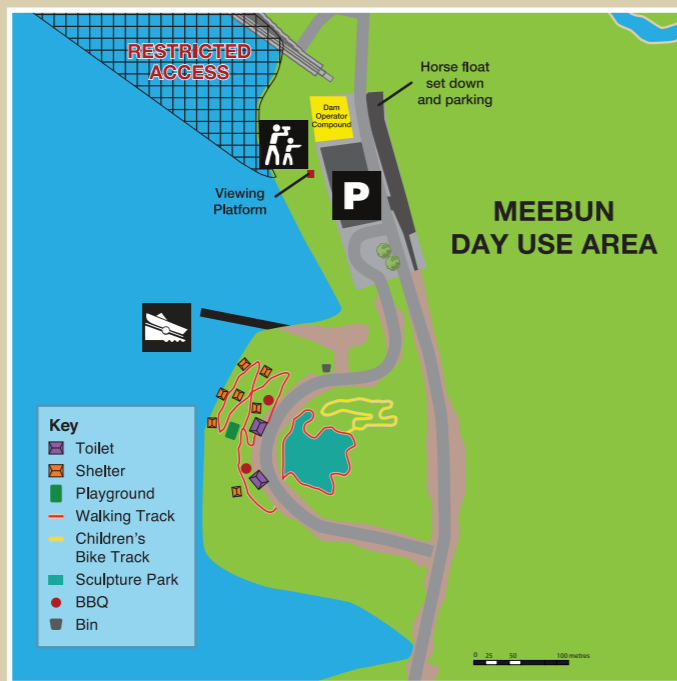 RESTRICTED
ACCESS
Horse float
set down
and parking
Dam
Operator
Compound
P
Viewing
Platform
MEEBUN
DAY USE AREA
Key
Toilet
Shelter
Playground
Walking Track
Children's
Bike Track
Sculpture Park
BBQ
Bin
0 25 50 100 metres